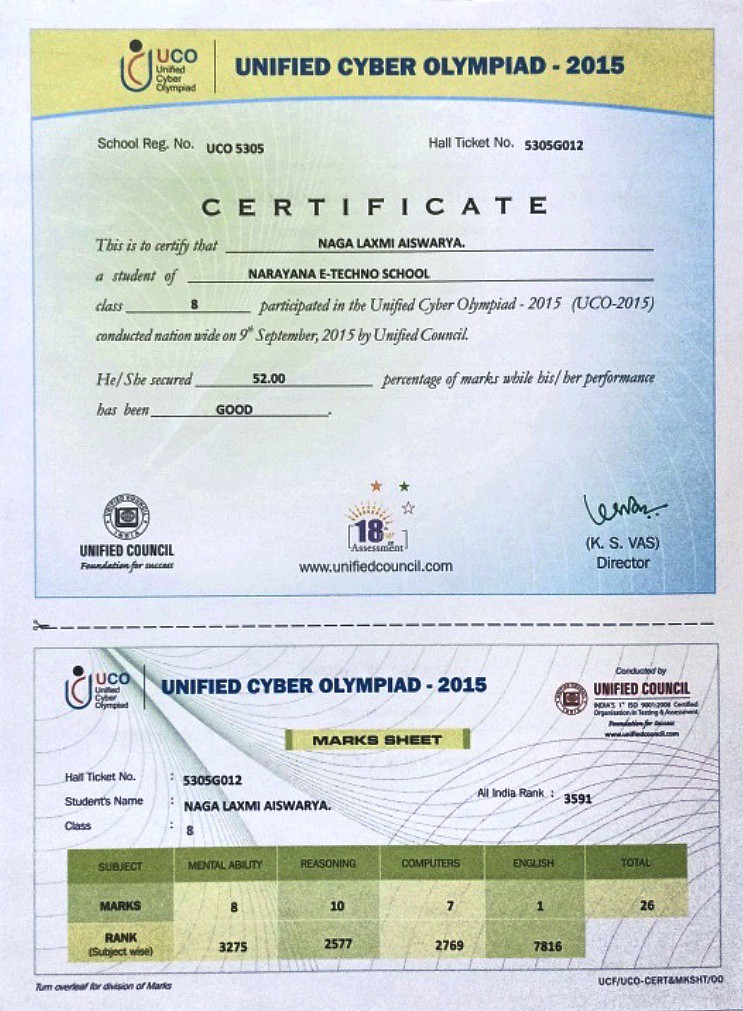 UCO
Unified
Cyber
Olympiad
UNIFIED CYBER OLYMPIAD - 2015
School Reg. No. UCO 5305
Hall Ticket No. 5305G012
CERTIFICATE
This is to certify that NAGA LAXMI AISWARYA.
a student of NARAYANA E-TECHNO SCHOOL
class 8 participated in the Unified Cyber Olympiad - 2015 (UCO-2015)
conducted nation wide on 9th September, 2015 by Unified Council.
He/She secured 52.00 percentage of marks while his/her performance
has been GOOD.
UNIFIED COUNCIL
INDIA
UNIFIED COUNCIL
Foundation for success
18
Assessment
www.unifiedcouncil.com
(K. S. VAS)
Director
UCO
Unified
Cyber
Olympiad
UNIFIED CYBER OLYMPIAD - 2015
Conducted by
UNIFIED COUNCIL
INDIA'S 1st ISO 9001:2008 Certified
Organisation in Testing & Assessment
Foundation for success
www.unifiedcouncil.com
MARKS SHEET
Hall Ticket No. : 5305G012
Student's Name : NAGA LAXMI AISWARYA.
Class : 8
All India Rank : 3591
SUBJECT MENTAL ABILITY REASONING COMPUTERS ENGLISH TOTAL
MARKS 8 10 7 1 26
RANK
(Subject wise) 3275 2577 2769 7816
Turn overleaf for division of Marks
UCF/UCO-CERT&MKSHT/00